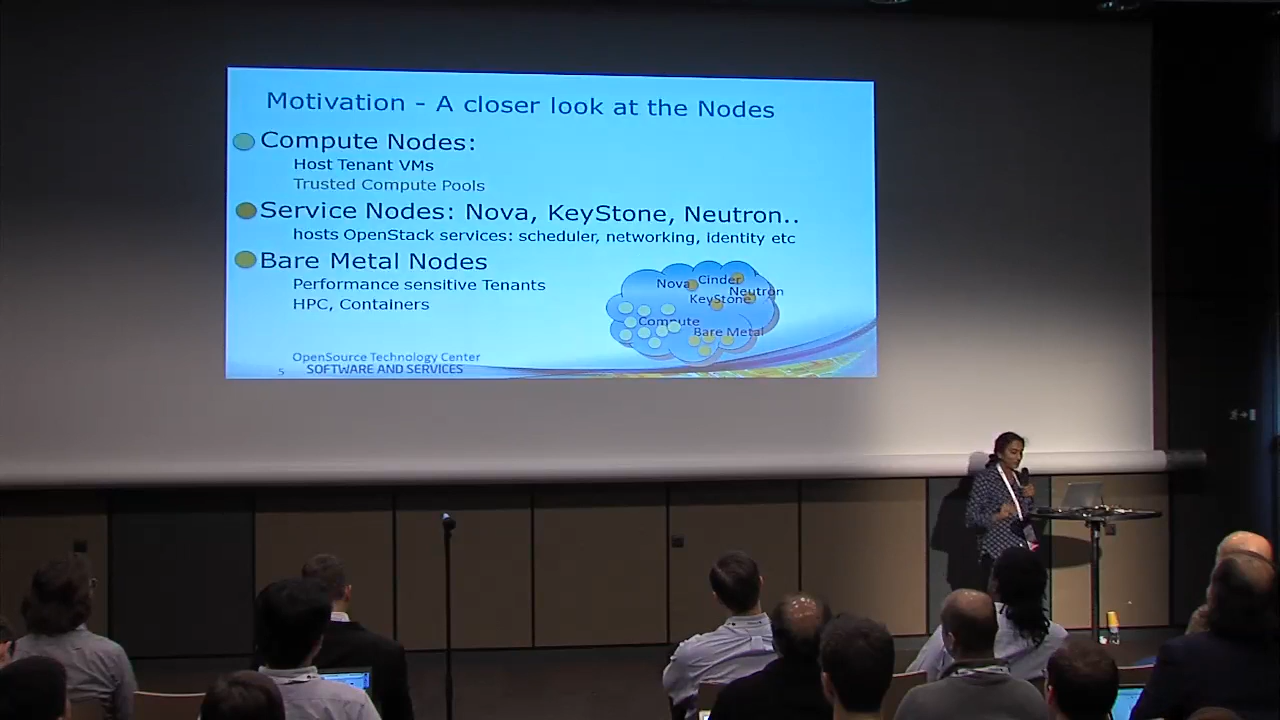 Motivation - A closer look at the Nodes
Compute Nodes:
Host Tenant VMs
Trusted Compute Pools
Service Nodes: Nova, KeyStone, Neutron..
hosts OpenStack services: scheduler, networking, identity etc
Bare Metal Nodes
Performance sensitive Tenants
HPC, Containers
Nova Cinder
Neutron
KeyStone
Compute
Bare Metal
OpenSource Technology Center
5 SOFTWARE AND SERVICES